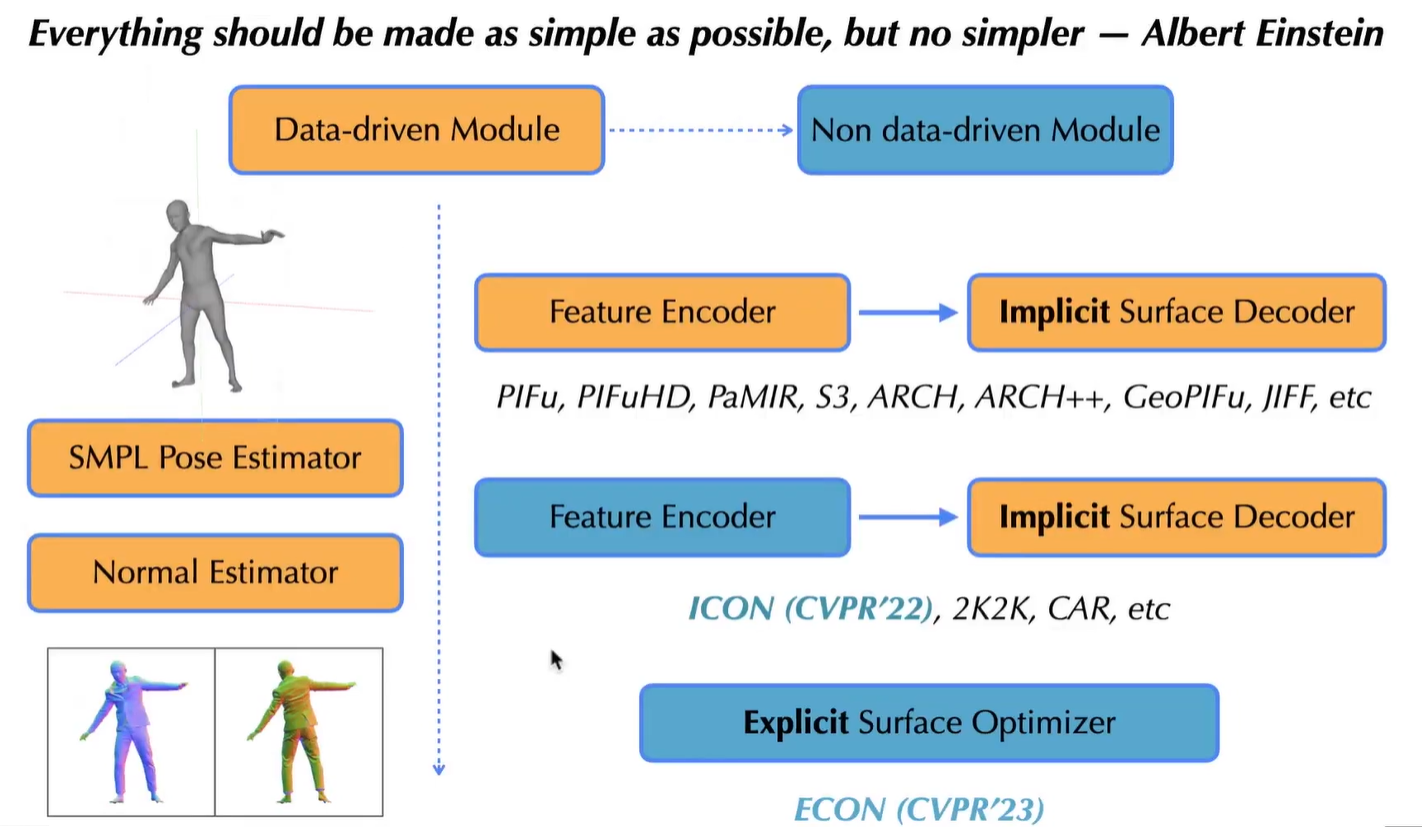 Everything should be made as simple as possible, but no simpler — Albert Einstein
Data-driven Module
Non data-driven Module
SMPL Pose Estimator
Normal Estimator
Feature Encoder
Implicit Surface Decoder
PIFu, PIFuHD, PaMIR, S3, ARCH, ARCH++, GeoPIFu, JIFF, etc
Feature Encoder
Implicit Surface Decoder
ICON (CVPR’22), 2K2K, CAR, etc
Explicit Surface Optimizer
ECON (CVPR’23)